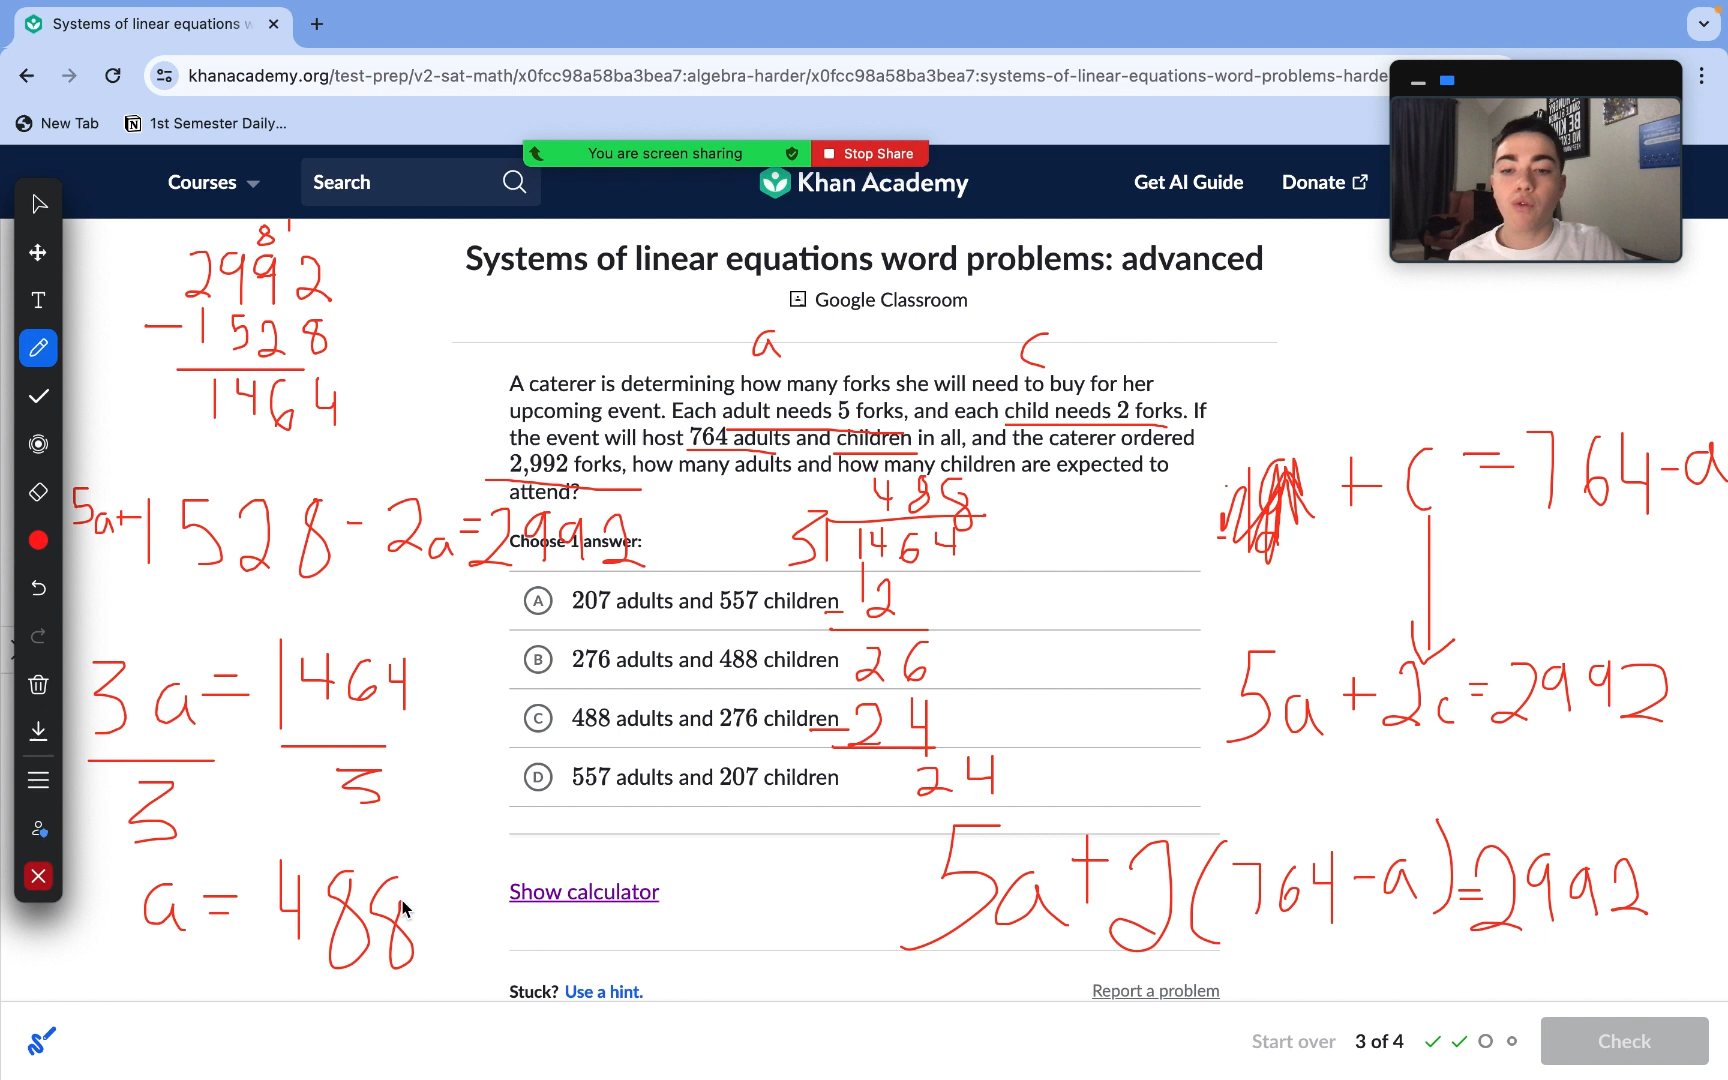 Systems of linear equations w
khanacademy.org/test-prep/v2-sat-math/x0fcc98a58ba3bea7:algebra-harder/x0fcc98a58ba3bea7:systems-of-linear-equations-word-problems-harde
New Tab
1st Semester Daily...
You are screen sharing
Stop Share
Courses
Search
Khan Academy
Get AI Guide
Donate
Systems of linear equations word problems: advanced
Google Classroom
8 1
2992
- 1528
1464
a
c
A caterer is determining how many forks she will need to buy for her
upcoming event. Each adult needs 5 forks, and each child needs 2 forks. If
the event will host 764 adults and children in all, and the caterer ordered
2,992 forks, how many adults and how many children are expected to
attend?
+ c = 764-a
5a+1528 - 2a = 2992
488
1464
Choose 1 answer:
A 207 adults and 557 children
- 12
B 276 adults and 488 children
26
C 488 adults and 276 children
- 24
D 557 adults and 207 children
24
3a = 1464
3 3
5a + 2c = 2992
a = 488
5a + 2(764 - a) = 2992
Show calculator
Stuck? Use a hint.
Report a problem
Start over
3 of 4
Check